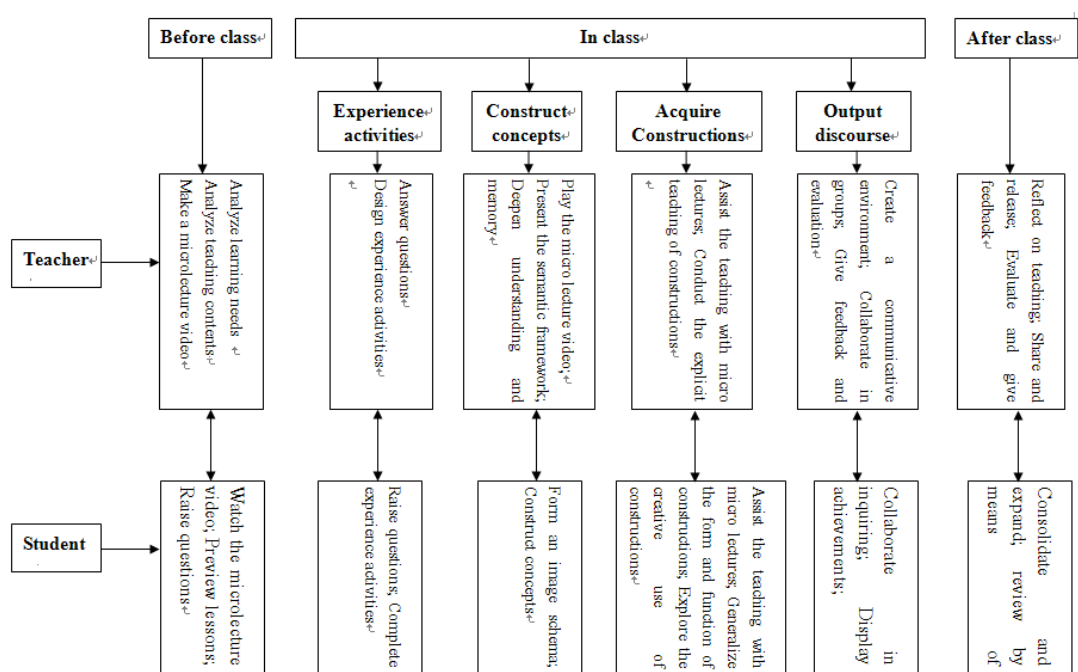 Before class
In class
After class
Experience
activities
Construct
concepts
Acquire
Constructions
Output
discourse
Teacher
Analyze learning needs
Analyze teaching contents
Make a microlecture video
Answer questions
Design experience activities
Play the micro lecture video;
Present the semantic framework;
Deepen understanding and
memory
Assist the teaching with micro
lectures; Conduct the explicit
teaching of constructions
Create a communicative
environment; Collaborate in
groups; Give feedback and
evaluation
Reflect on teaching; Share and
release; Evaluate and give
feedback
Student
Watch the microlecture
video; Preview lessons;
Raise questions
Raise questions; Complete
experience activities
Form an image schema;
Construct concepts
Assist the teaching with
micro lectures; Generalize
the form and function of
constructions; Explore the
creative use of
constructions
Collaborate in
inquiring; Display
achievements;
Consolidate and
expand; review by
means of